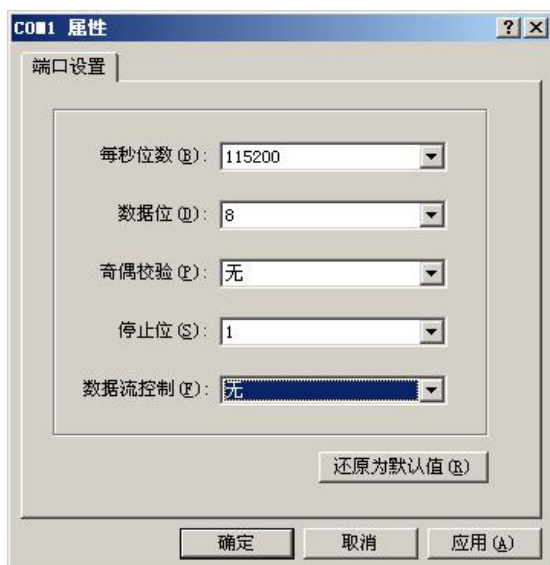 COM1 属性
端口设置
每秒位数(B): 115200
数据位(D): 8
奇偶校验(P): 无
停止位(S): 1
数据流控制(F): 无
还原为默认值(R)
确定 取消 应用(A)